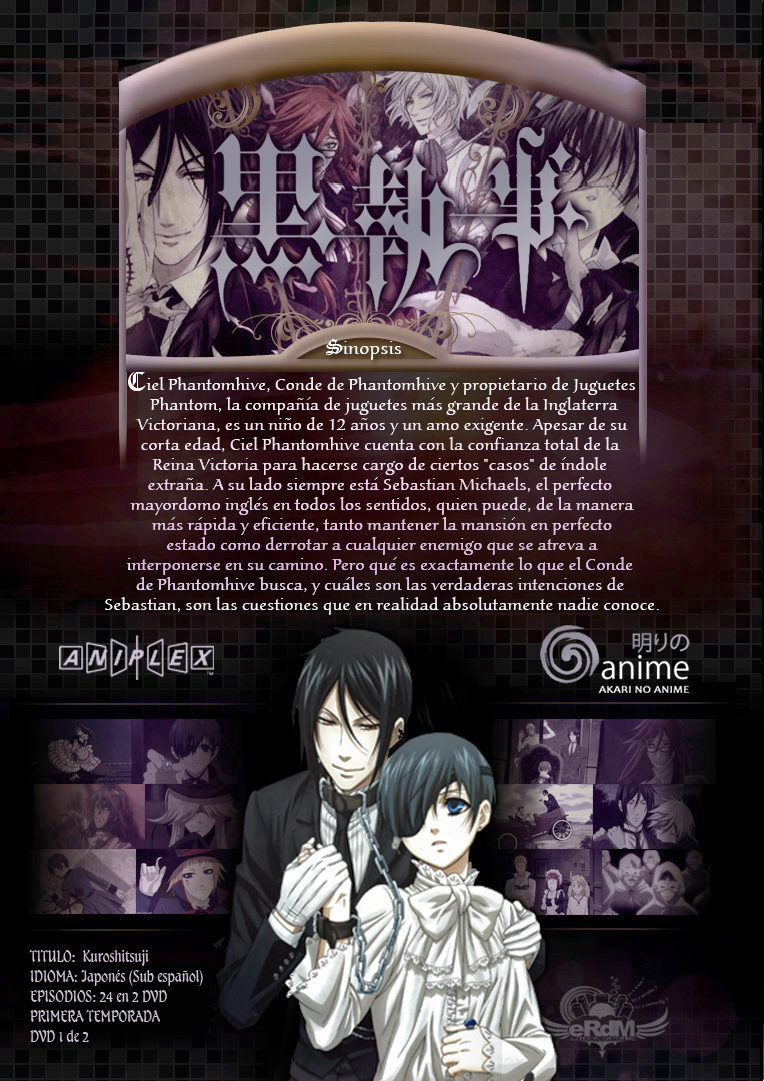 黒執事
Sinopsis
Ciel Phantomhive, Conde de Phantomhive y propietario de Juguetes
Phantom, la compañía de juguetes más grande de la Inglaterra
Victoriana, es un niño de 12 años y un amo exigente. Apesar de su
corta edad, Ciel Phantomhive cuenta con la confianza total de la
Reina Victoria para hacerse cargo de ciertos "casos" de índole
extraña. A su lado siempre está Sebastian Michaels, el perfecto
mayordomo inglés en todos los sentidos, quien puede, de la manera
más rápida y eficiente, tanto mantener la mansión en perfecto
estado como derrotar a cualquier enemigo que se atreva a
interponerse en su camino. Pero qué es exactamente lo que el Conde
de Phantomhive busca, y cuáles son las verdaderas intenciones de
Sebastian, son las cuestiones que en realidad absolutamente nadie conoce.
ANIPLEX™
明りの
anime
AKARI NO ANIME
TITULO: Kuroshitsuji
IDIOMA: Japonés (Sub español)
EPISODIOS: 24 en 2 DVD
PRIMERA TEMPORADA
DVD 1 de 2
eRdM